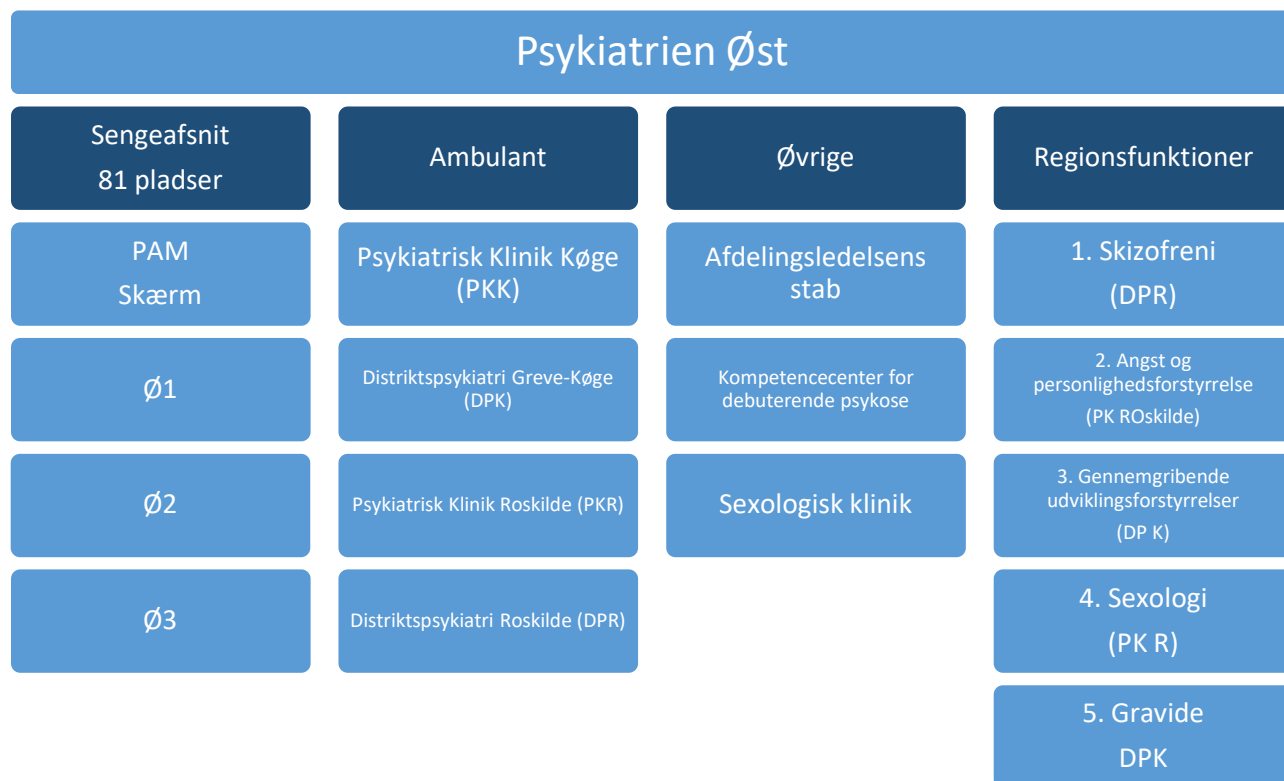 Psykiatrien Øst
Sengeafsnit
81 pladser
PAM
Skærm
Ø1
Ø2
Ø3
Ambulant
Psykiatrisk Klinik Køge
(PKK)
Distriktspsykiatri Greve-Køge
(DPK)
Psykiatrisk Klinik Roskilde (PKR)
Distriktspsykiatri Roskilde (DPR)
Øvrige
Afdelingsledelsens
stab
Kompetencecenter for
debuterende psykose
Sexologisk klinik
Regionsfunktioner
1. Skizofreni
(DPR)
2. Angst og
personlighedsforstyrrelse
(PK ROskilde)
3. Gennemgribende
udviklingsforstyrrelser
(DP K)
4. Sexologi
(PK R)
5. Gravide
DPK